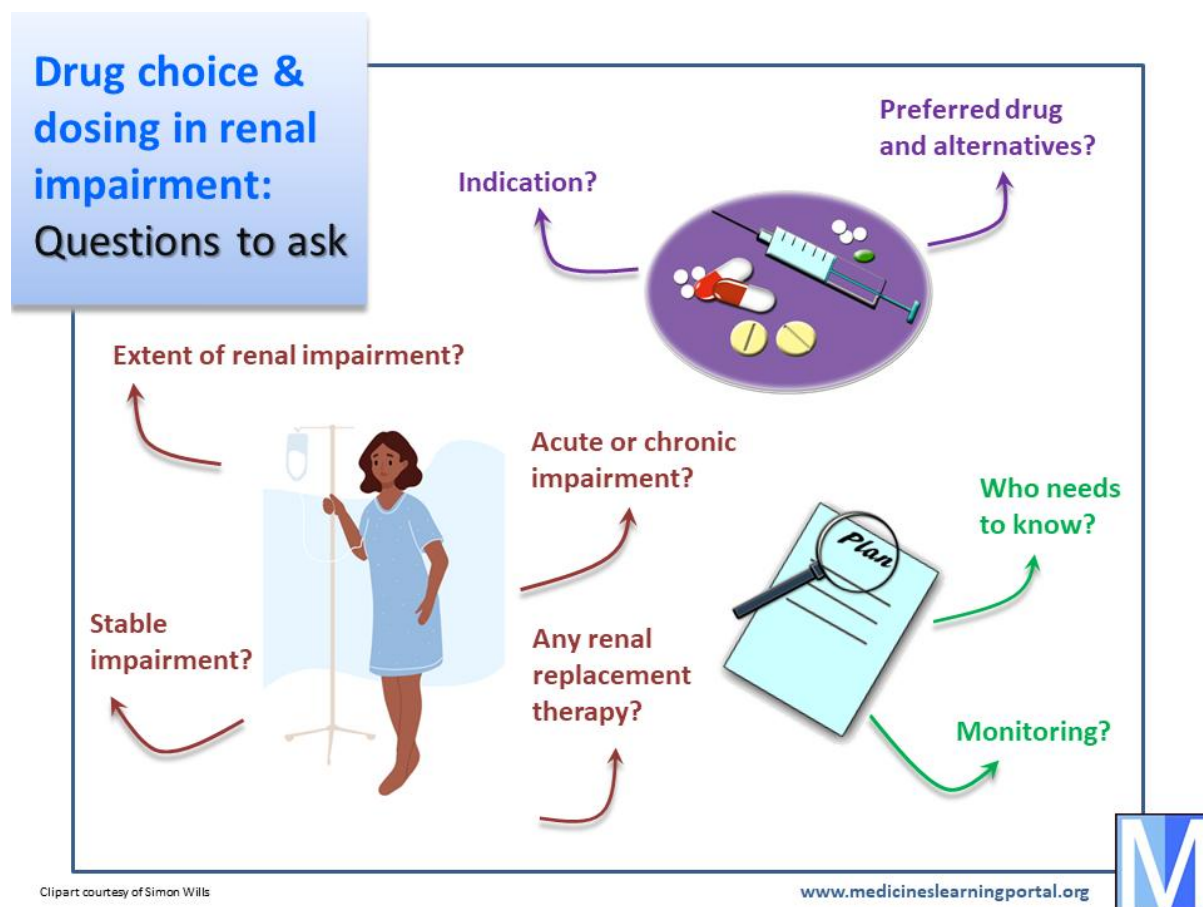 Drug choice &
dosing in renal
impairment:
Questions to ask
Preferred drug
and alternatives?
Indication?
Extent of renal impairment?
Acute or chronic
impairment?
Who needs
to know?
Plan
Stable
impairment?
Any renal
replacement
therapy?
Monitoring?
Clipart courtesy of Simon Wills
www.medicineslearningportal.org
M